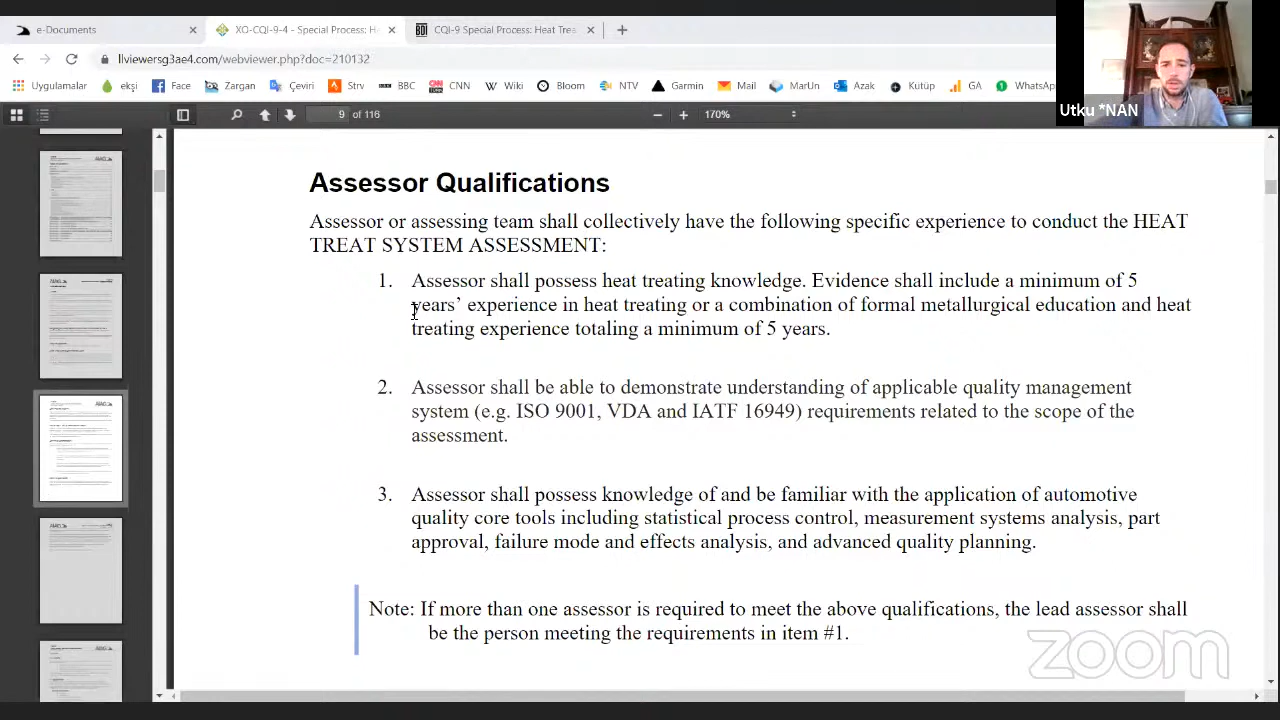 e-Documents
XO-CQI-9-4 - Special Process: H
CQI-9 Special Process: Heat Trea
llviewersg3ae4.com/webviewer.php?doc=210132
Uygulamalar
ekşi
Face
Zargan
Çeviri
Strv
BBC
CNN
Wiki
Bloom
NT
Garmin
Mail
MarUn
Azak
Kütüp
GA
WhatsApp
9 of 116
170%
Utku *NAN
Assessor Qualifications
Assessor or assessing team shall collectively have the following specific experience to conduct the HEAT
TREAT SYSTEM ASSESSMENT:
1. Assessor shall possess heat treating knowledge. Evidence shall include a minimum of 5
years’ experience in heat treating or a combination of formal metallurgical education and heat
treating experience totaling a minimum of 5 years.
2. Assessor shall be able to demonstrate understanding of applicable quality management
system (e.g. ISO 9001, VDA and IATF 16949) requirements related to the scope of the
assessment.
3. Assessor shall possess knowledge of and be familiar with the application of automotive
quality core tools including statistical process control, measurement systems analysis, part
approval, failure mode and effects analysis, and advanced quality planning.
Note: If more than one assessor is required to meet the above qualifications, the lead assessor shall
be the person meeting the requirements in item #1.
zoom